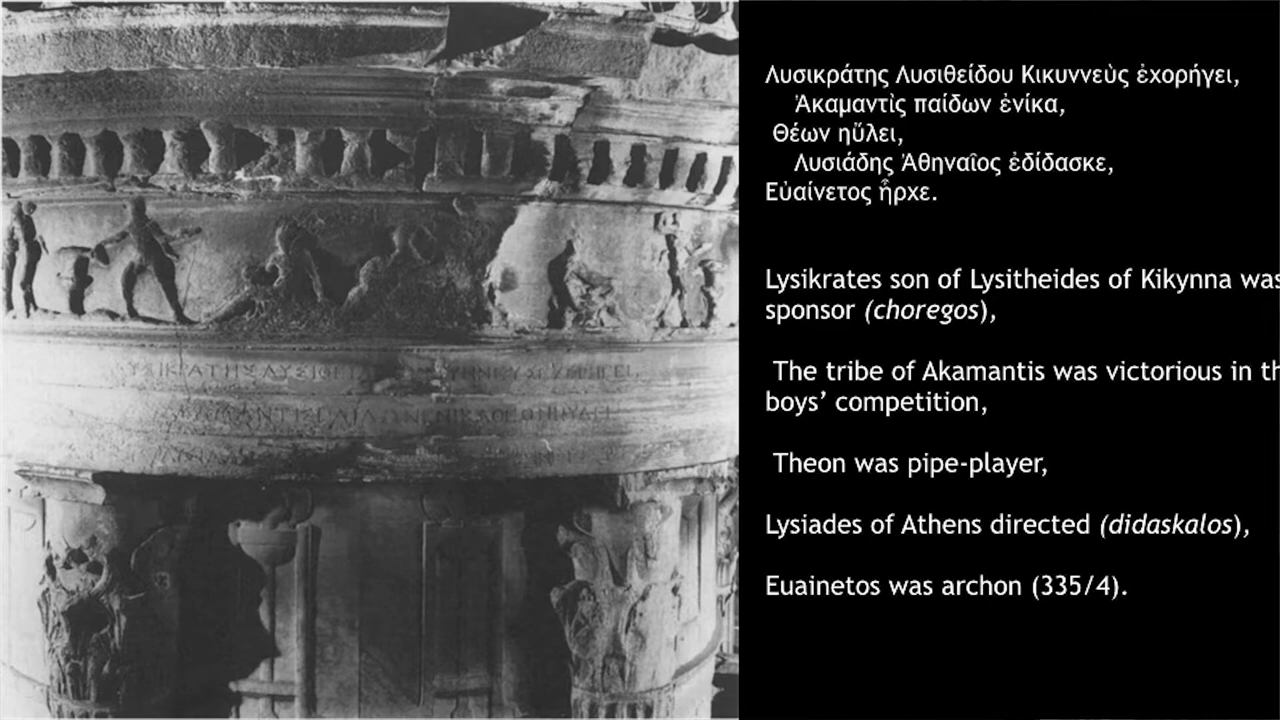 Λυσικράτης Λυσιθείδου Κικυννεὺς ἐχορήγει,
Ἀκαμαντὶς παίδων ἐνίκα,
Θέων ηὔλει,
Λυσιάδης Ἀθηναῖος ἐδίδασκε,
Εὐαίνετος ἦρχε.
Lysikrates son of Lysitheides of Kikynna was
sponsor (choregos),
The tribe of Akamantis was victorious in th
boys’ competition,
Theon was pipe-player,
Lysiades of Athens directed (didaskalos),
Euainetos was archon (335/4).